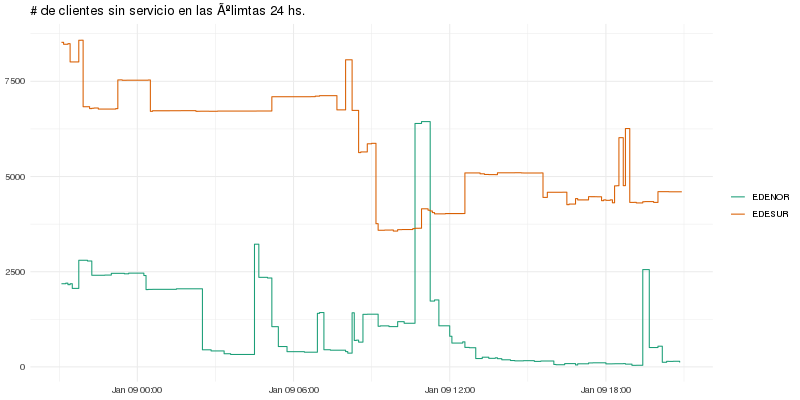 # de clientes sin servicio en las Ãºlimtas 24 hs.
7500
5000
2500
0
Jan 09 00:00
Jan 09 06:00
Jan 09 12:00
Jan 09 18:00
EDENOR
EDESUR